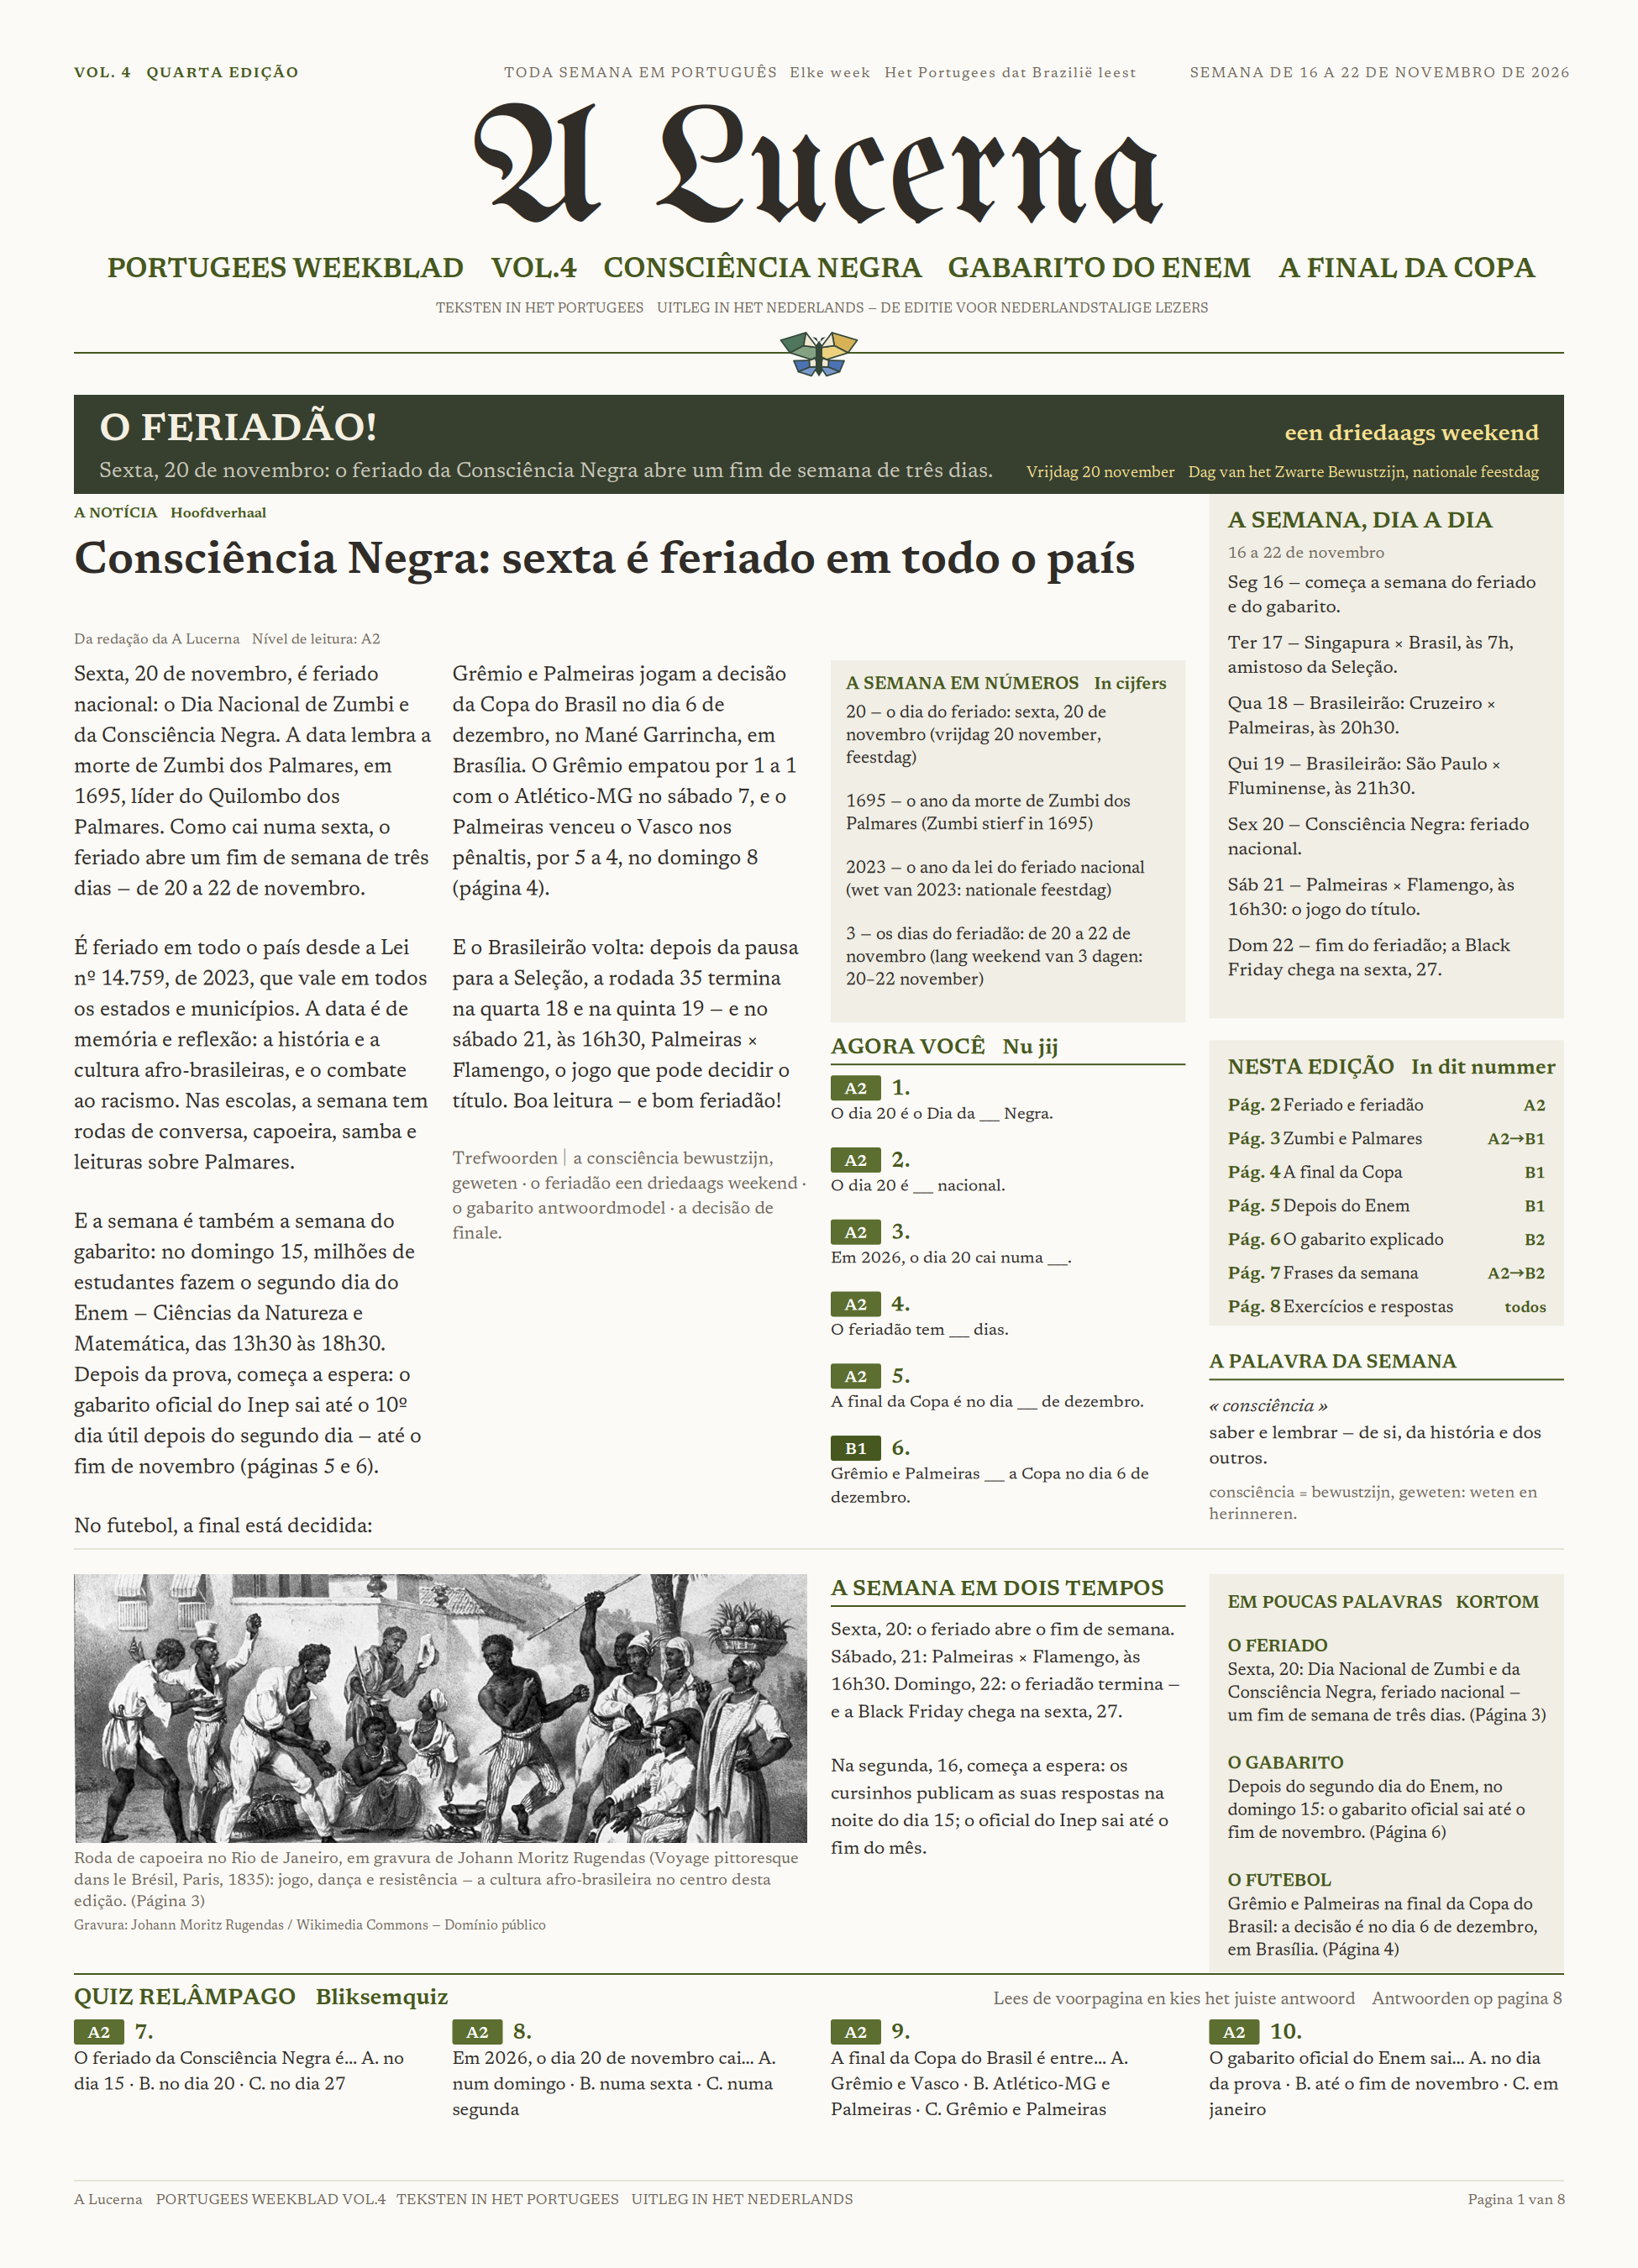 VOL. 4 QUARTA EDIÇÃO
TODA SEMANA EM PORTUGUÊS Elke week Het Portugees dat Brazilië leest
SEMANA DE 16 A 22 DE NOVEMBRO DE 2026
A Lucerna
PORTUGEES WEEKBLAD VOL.4 CONSCIÊNCIA NEGRA GABARITO DO ENEM A FINAL DA COPA
TEKSTEN IN HET PORTUGEES UITLEG IN HET NEDERLANDS – DE EDITIE VOOR NEDERLANDSTALIGE LEZERS
O FERIADÃO!
een driedaags weekend
Sexta, 20 de novembro: o feriado da Consciência Negra abre um fim de semana de três dias.
Vrijdag 20 november Dag van het Zwarte Bewustzijn, nationale feestdag
A NOTÍCIA Hoofdverhaal
Consciência Negra: sexta é feriado em todo o país
Da redação da A Lucerna Nível de leitura: A2
Sexta, 20 de novembro, é feriado
nacional: o Dia Nacional de Zumbi e
da Consciência Negra. A data lembra a
morte de Zumbi dos Palmares, em
1695, líder do Quilombo dos
Palmares. Como cai numa sexta, o
feriado abre um fim de semana de três
dias – de 20 a 22 de novembro.
É feriado em todo o país desde a Lei
nº 14.759, de 2023, que vale em todos
os estados e municípios. A data é de
memória e reflexão: a história e a
cultura afro-brasileiras, e o combate
ao racismo. Nas escolas, a semana tem
rodas de conversa, capoeira, samba e
leituras sobre Palmares.
E a semana é também a semana do
gabarito: no domingo 15, milhões de
estudantes fazem o segundo dia do
Enem – Ciências da Natureza e
Matemática, das 13h30 às 18h30.
Depois da prova, começa a espera: o
gabarito oficial do Inep sai até o 10º
dia útil depois do segundo dia – até o
fim de novembro (páginas 5 e 6).
No futebol, a final está decidida:
Grêmio e Palmeiras jogam a decisão
da Copa do Brasil no dia 6 de
dezembro, no Mané Garrincha, em
Brasília. O Grêmio empatou por 1 a 1
com o Atlético-MG no sábado 7, e o
Palmeiras venceu o Vasco nos
pênaltis, por 5 a 4, no domingo 8
(página 4).
E o Brasileirão volta: depois da pausa
para a Seleção, a rodada 35 termina
na quarta 18 e na quinta 19 – e no
sábado 21, às 16h30, Palmeiras ×
Flamengo, o jogo que pode decidir o
título. Boa leitura – e bom feriadão!
Trefwoorden | a consciência bewustzijn,
geweten · o feriadão een driedaags weekend ·
o gabarito antwoordmodel · a decisão de
finale.
A SEMANA EM NÚMEROS In cijfers
20 – o dia do feriado: sexta, 20 de
novembro (vrijdag 20 november,
feestdag)
1695 – o ano da morte de Zumbi dos
Palmares (Zumbi stierf in 1695)
2023 – o ano da lei do feriado nacional
(wet van 2023: nationale feestdag)
3 – os dias do feriadão: de 20 a 22 de
novembro (lang weekend van 3 dagen:
20–22 november)
AGORA VOCÊ Nu jij
A2 1.
O dia 20 é o Dia da ___ Negra.
A2 2.
O dia 20 é ___ nacional.
A2 3.
Em 2026, o dia 20 cai numa ___.
A2 4.
O feriadão tem ___ dias.
A2 5.
A final da Copa é no dia ___ de dezembro.
B1 6.
Grêmio e Palmeiras ___ a Copa no dia 6 de
dezembro.
A SEMANA, DIA A DIA
16 a 22 de novembro
Seg 16 – começa a semana do feriado
e do gabarito.
Ter 17 – Singapura × Brasil, às 7h,
amistoso da Seleção.
Qua 18 – Brasileirão: Cruzeiro ×
Palmeiras, às 20h30.
Qui 19 – Brasileirão: São Paulo ×
Fluminense, às 21h30.
Sex 20 – Consciência Negra: feriado
nacional.
Sáb 21 – Palmeiras × Flamengo, às
16h30: o jogo do título.
Dom 22 – fim do feriadão; a Black
Friday chega na sexta, 27.
NESTA EDIÇÃO In dit nummer
Pág. 2 Feriado e feriadão A2
Pág. 3 Zumbi e Palmares A2→B1
Pág. 4 A final da Copa B1
Pág. 5 Depois do Enem B1
Pág. 6 O gabarito explicado B2
Pág. 7 Frases da semana A2→B2
Pág. 8 Exercícios e respostas todos
A PALAVRA DA SEMANA
« consciência »
saber e lembrar – de si, da história e dos
outros.
consciência = bewustzijn, geweten: weten en
herinneren.
Roda de capoeira no Rio de Janeiro, em gravura de Johann Moritz Rugendas (Voyage pittoresque
dans le Brésil, Paris, 1835): jogo, dança e resistência – a cultura afro-brasileira no centro desta
edição. (Página 3)
Gravura: Johann Moritz Rugendas / Wikimedia Commons – Domínio público
A SEMANA EM DOIS TEMPOS
Sexta, 20: o feriado abre o fim de semana.
Sábado, 21: Palmeiras × Flamengo, às
16h30. Domingo, 22: o feriadão termina –
e a Black Friday chega na sexta, 27.
Na segunda, 16, começa a espera: os
cursinhos publicam as suas respostas na
noite do dia 15; o oficial do Inep sai até o
fim do mês.
EM POUCAS PALAVRAS KORTOM
O FERIADO
Sexta, 20: Dia Nacional de Zumbi e da
Consciência Negra, feriado nacional –
um fim de semana de três dias. (Página 3)
O GABARITO
Depois do segundo dia do Enem, no
domingo 15: o gabarito oficial sai até o
fim de novembro. (Página 6)
O FUTEBOL
Grêmio e Palmeiras na final da Copa do
Brasil: a decisão é no dia 6 de dezembro,
em Brasília. (Página 4)
QUIZ RELÂMPAGO Bliksemquiz
Lees de voorpagina en kies het juiste antwoord Antwoorden op pagina 8
A2 7.
O feriado da Consciência Negra é... A. no
dia 15 · B. no dia 20 · C. no dia 27
A2 8.
Em 2026, o dia 20 de novembro cai... A.
num domingo · B. numa sexta · C. numa
segunda
A2 9.
A final da Copa do Brasil é entre... A.
Grêmio e Vasco · B. Atlético-MG e
Palmeiras · C. Grêmio e Palmeiras
A2 10.
O gabarito oficial do Enem sai... A. no dia
da prova · B. até o fim de novembro · C. em
janeiro
A Lucerna PORTUGEES WEEKBLAD VOL.4 TEKSTEN IN HET PORTUGEES UITLEG IN HET NEDERLANDS
Pagina 1 van 8